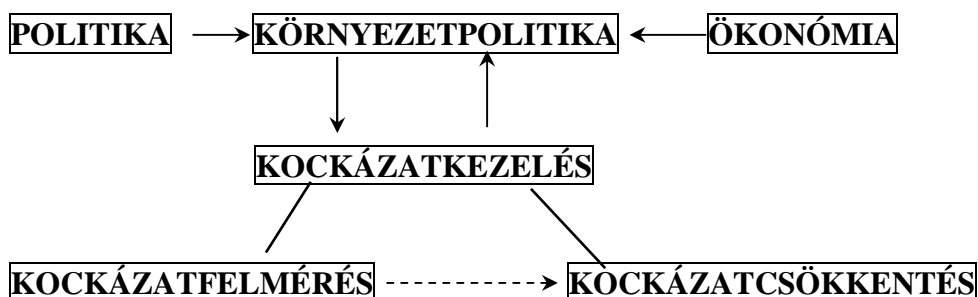 POLITIKA KÖRNYEZETPOLITIKA ÖKONÓMIA
KOCKÁZATKEZELÉS
KOCKÁZATFELMÉRÉS KOCKÁZATCSÖKKENTÉS